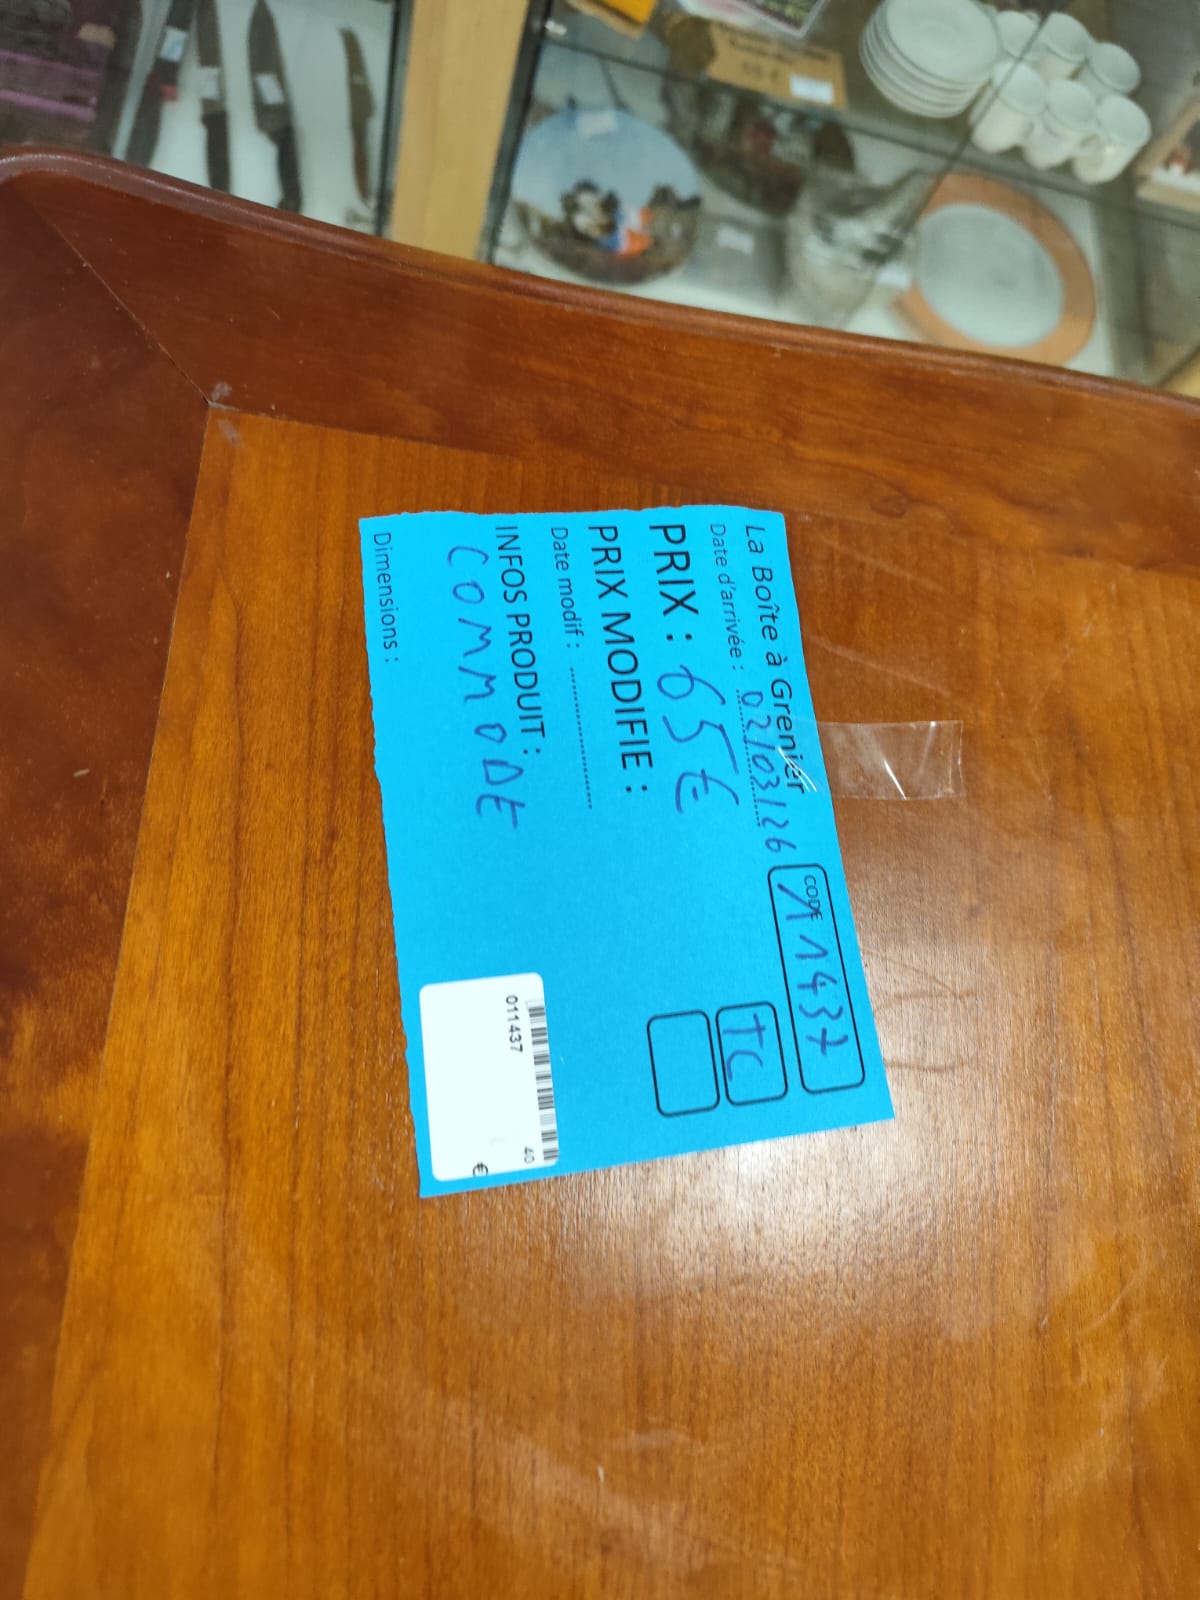 La Boîte à Grenier
Date d'arrivée : 02/03/26
CODE
11437
PRIX : 65€
TC
PRIX MODIFIE :
Date modif : ....................
INFOS PRODUIT :
COMMODE
Dimensions :
40
011437
€